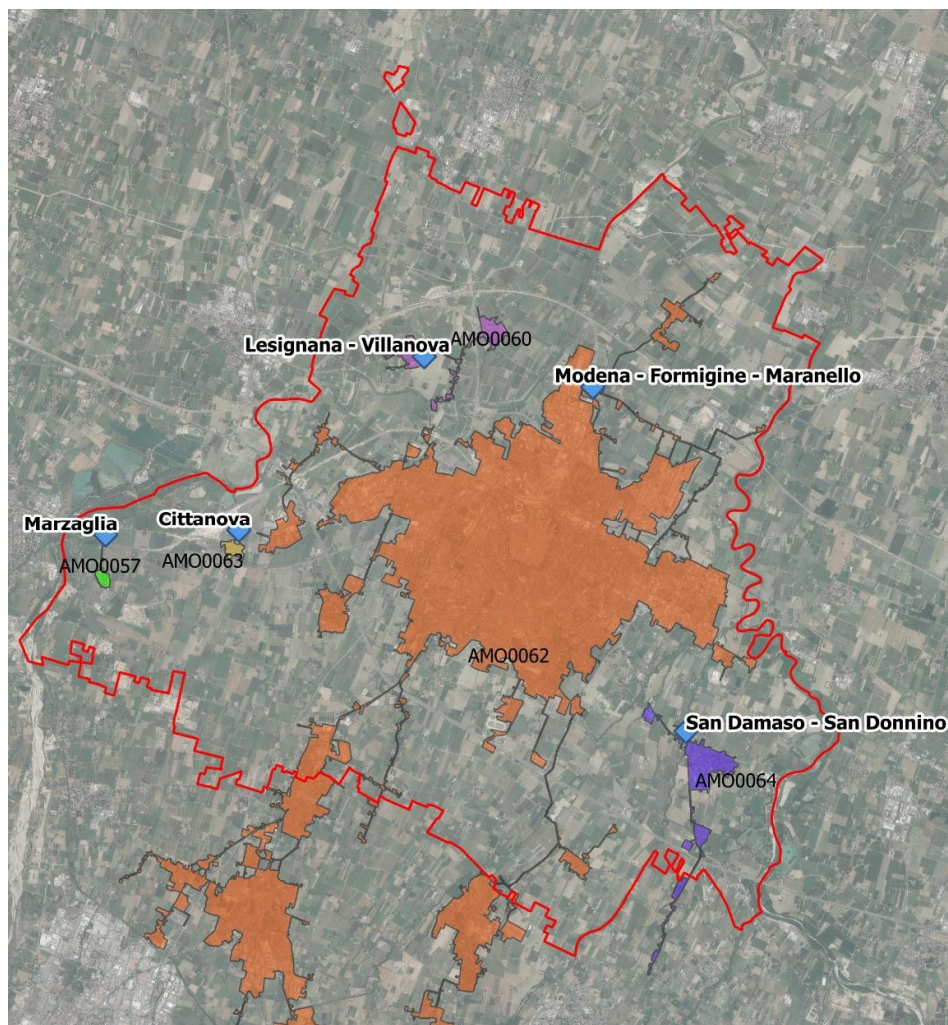 Lesignana - Villanova
AMO0060
Modena - Formigine - Maranello
Marzaglia
Cittanova
AMO0057
AMO0063
AMO0062
San Damaso - San Donnino
AMO0064